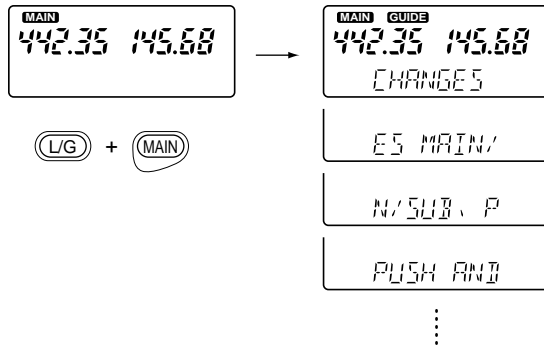 MAIN
442.35 145.68
L/G + MAIN
MAIN GUIDE
442.35 145.68
CHANGES
ES MAIN/
N/SUB, P
PUSH AND